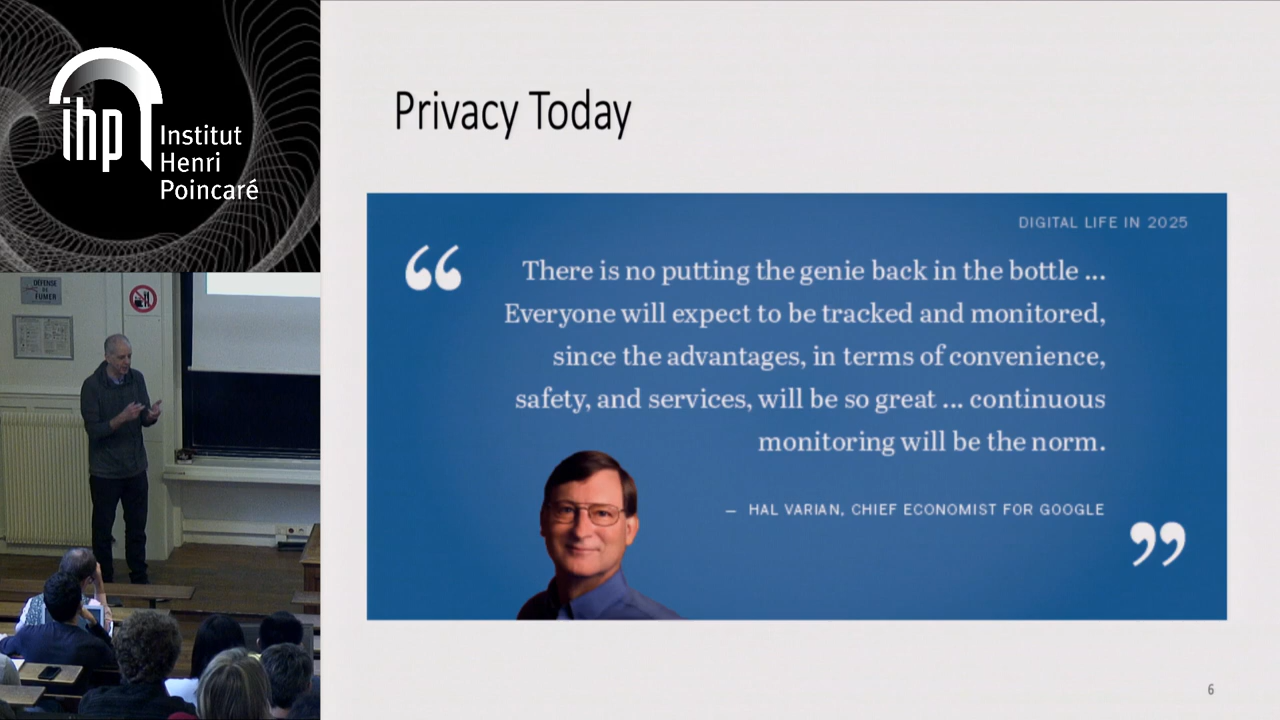 ihp
Institut
Henri
Poincaré
DÉFENSE
DE
FUMER
Privacy Today
DIGITAL LIFE IN 2025
“ There is no putting the genie back in the bottle ...
Everyone will expect to be tracked and monitored,
since the advantages, in terms of convenience,
safety, and services, will be so great ... continuous
monitoring will be the norm.
– HAL VARIAN, CHIEF ECONOMIST FOR GOOGLE ”
6